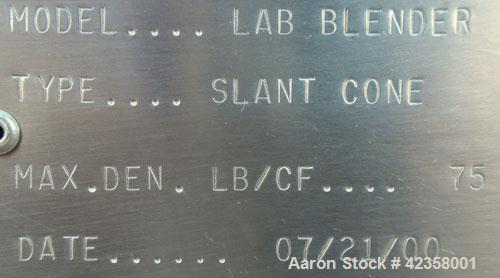 MODEL.... LAB BLENDER
TYPE.... SLANT CONE
MAX.DEN. LB/CF.... 75
DATE...... 07/21/00
Aaron Stock # 42358001